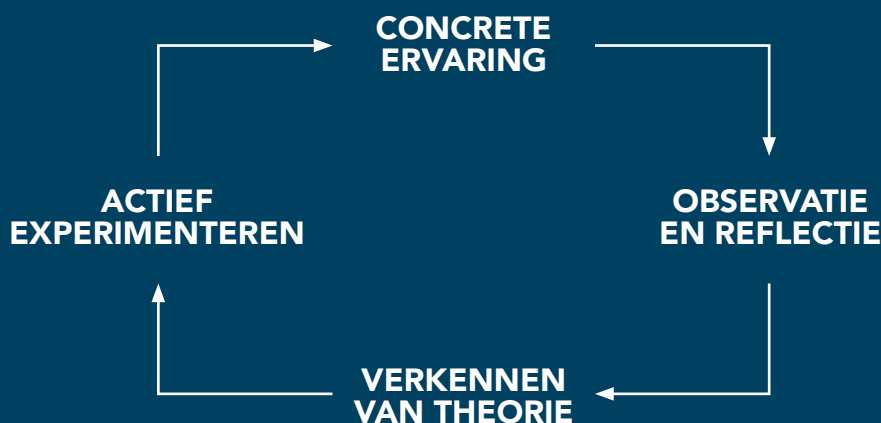 CONCRETE
ERVARING
ACTIEF
EXPERIMENTEREN
OBSERVATIE
EN REFLECTIE
VERKENNEN
VAN THEORIE